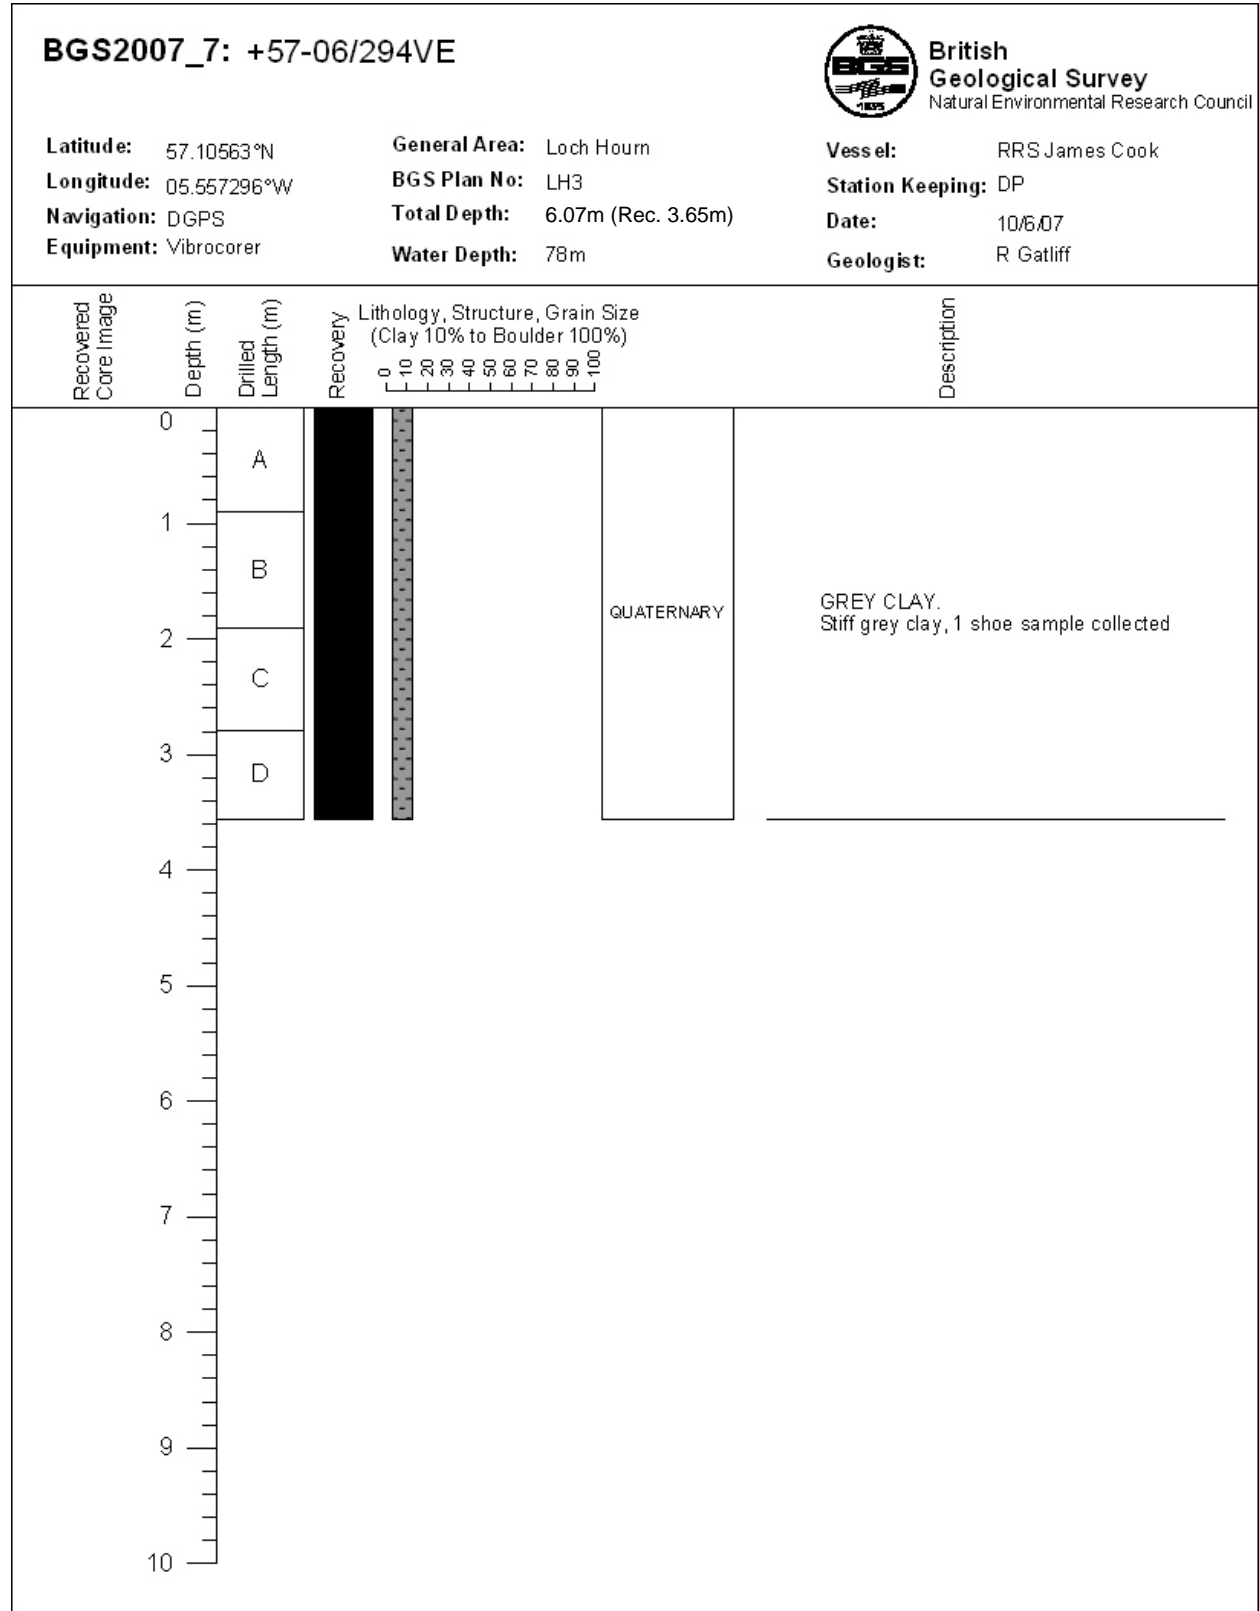 BGS2007_7: +57-06/294VE
BGS
1835
British
Geological Survey
Natural Environmental Research Council
Latitude: 57.10563°N
Longitude: 05.557296°W
Navigation: DGPS
Equipment: Vibrocorer
General Area: Loch Hourn
BGS Plan No: LH3
Total Depth: 6.07m (Rec. 3.65m)
Water Depth: 78m
Vessel: RRS James Cook
Station Keeping: DP
Date: 10/6/07
Geologist: R Gatliff
Recovered
Core Image
Depth (m)
Drilled
Length (m)
Recovery
Lithology, Structure, Grain Size
(Clay 10% to Boulder 100%)
0 10 20 30 40 50 60 70 80 90 100
Description
0
A
1
B
QUATERNARY
GREY CLAY.
Stiff grey clay, 1 shoe sample collected
2
C
3
D
4
5
6
7
8
9
10